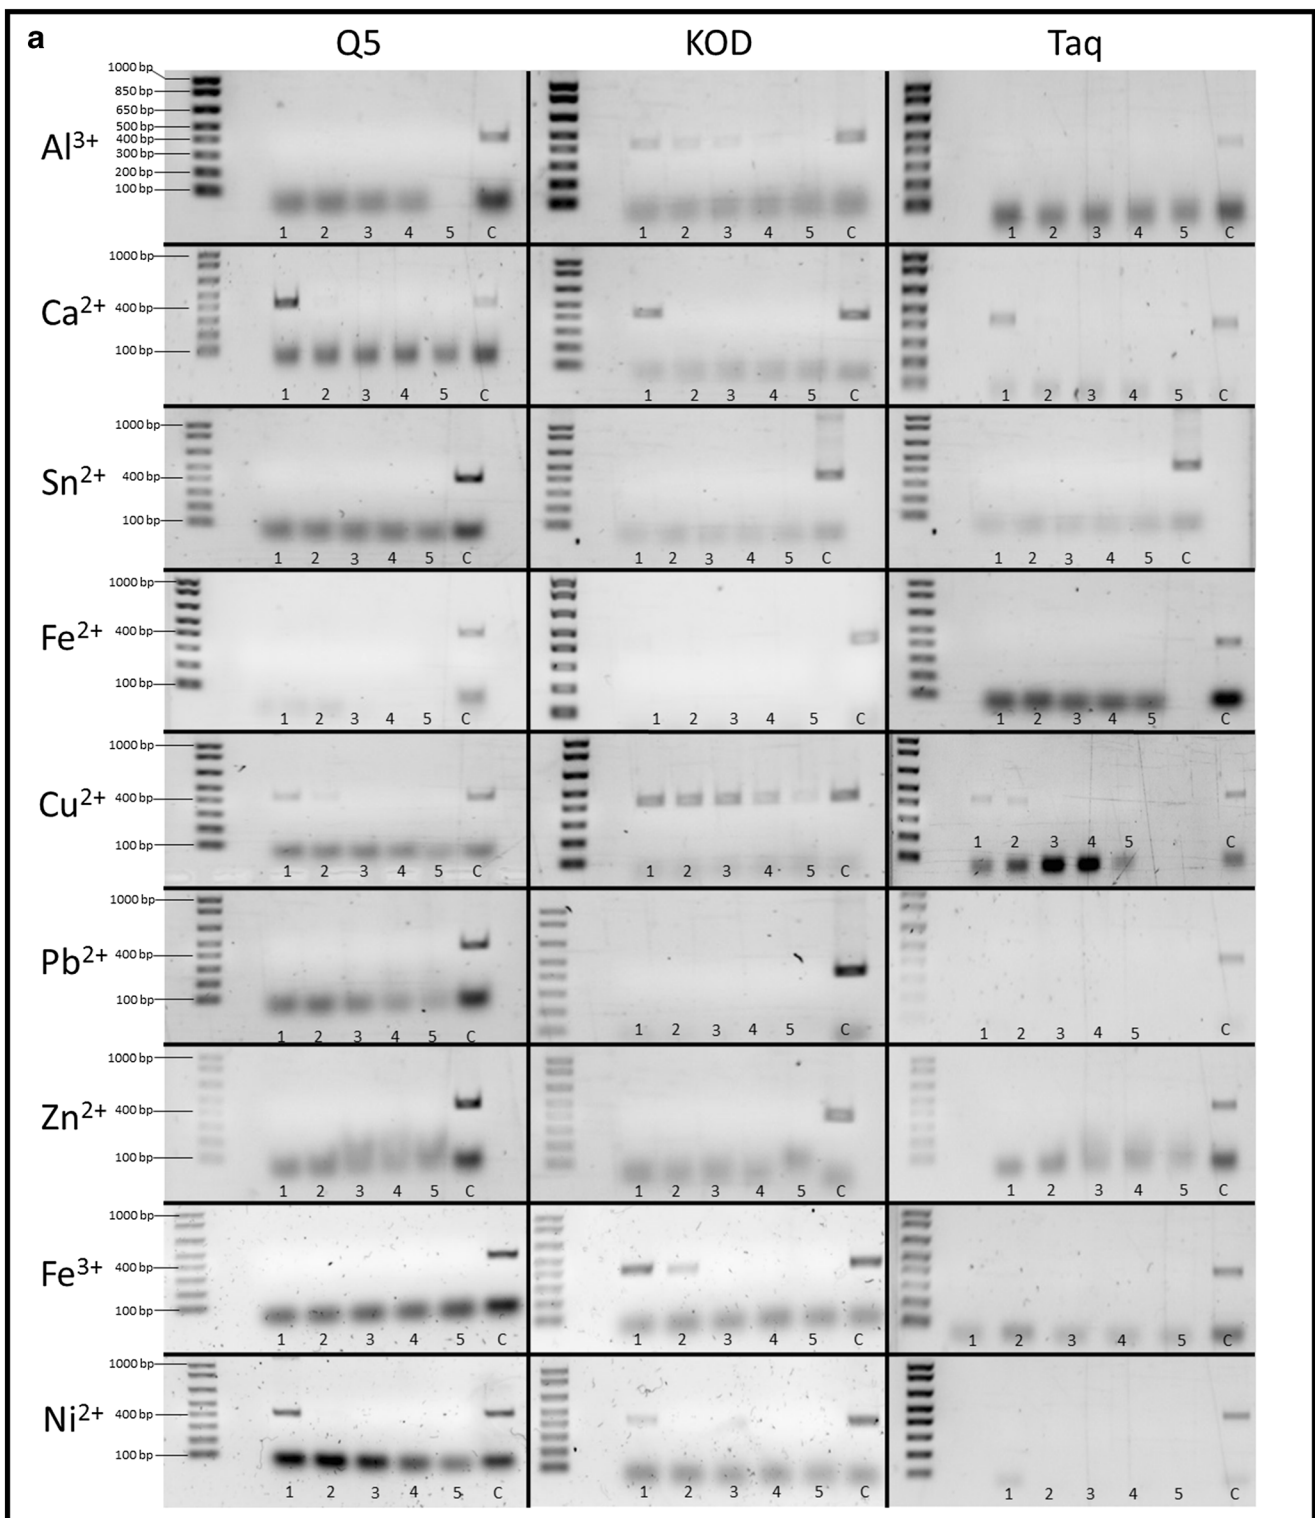 a
Q5 KOD Taq
1000 bp
850 bp
650 bp
500 bp
400 bp
300 bp
200 bp
100 bp
Al3+
1 2 3 4 5 C 1 2 3 4 5 C 1 2 3 4 5 C
1000 bp
Ca2+ 400 bp
100 bp
1 2 3 4 5 C 1 2 3 4 5 C 1 2 3 4 5 C
1000 bp
Sn2+ 400 bp
100 bp
1 2 3 4 5 C 1 2 3 4 5 C 1 2 3 4 5 C
1000 bp
Fe2+ 400 bp
100 bp
1 2 3 4 5 C 1 2 3 4 5 C 1 2 3 4 5 C
1000 bp
Cu2+ 400 bp
100 bp
1 2 3 4 5 C 1 2 3 4 5 C 1 2 3 4 5 C
1000 bp
Pb2+ 400 bp
100 bp
1 2 3 4 5 C 1 2 3 4 5 C 1 2 3 4 5 C
1000 bp
Zn2+ 400 bp
100 bp
1 2 3 4 5 C 1 2 3 4 5 C 1 2 3 4 5 C
1000 bp
Fe3+ 400 bp
100 bp
1 2 3 4 5 C 1 2 3 4 5 C 1 2 3 4 5 C
1000 bp
Ni2+ 400 bp
100 bp
1 2 3 4 5 C 1 2 3 4 5 C 1 2 3 4 5 C